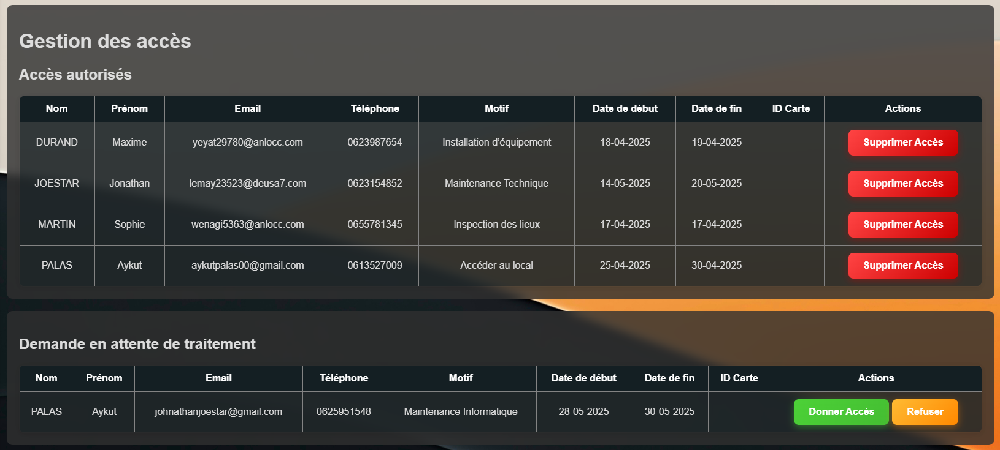 Gestion des accès
Accès autorisés
Nom Prénom Email Téléphone Motif Date de début Date de fin ID Carte Actions
DURAND Maxime yeyat29780@anlocc.com 0623987654 Installation d'équipement 18-04-2025 19-04-2025 Supprimer Accès
JOESTAR Jonathan lemay23523@deusa7.com 0623154852 Maintenance Technique 14-05-2025 20-05-2025 Supprimer Accès
MARTIN Sophie wenagi5363@anlocc.com 0655781345 Inspection des lieux 17-04-2025 17-04-2025 Supprimer Accès
PALAS Aykut aykutpalas00@gmail.com 0613527009 Accéder au local 25-04-2025 30-04-2025 Supprimer Accès
Demande en attente de traitement
Nom Prénom Email Téléphone Motif Date de début Date de fin ID Carte Actions
PALAS Aykut johnathanjoestar@gmail.com 0625951548 Maintenance Informatique 28-05-2025 30-05-2025 Donner Accès Refuser